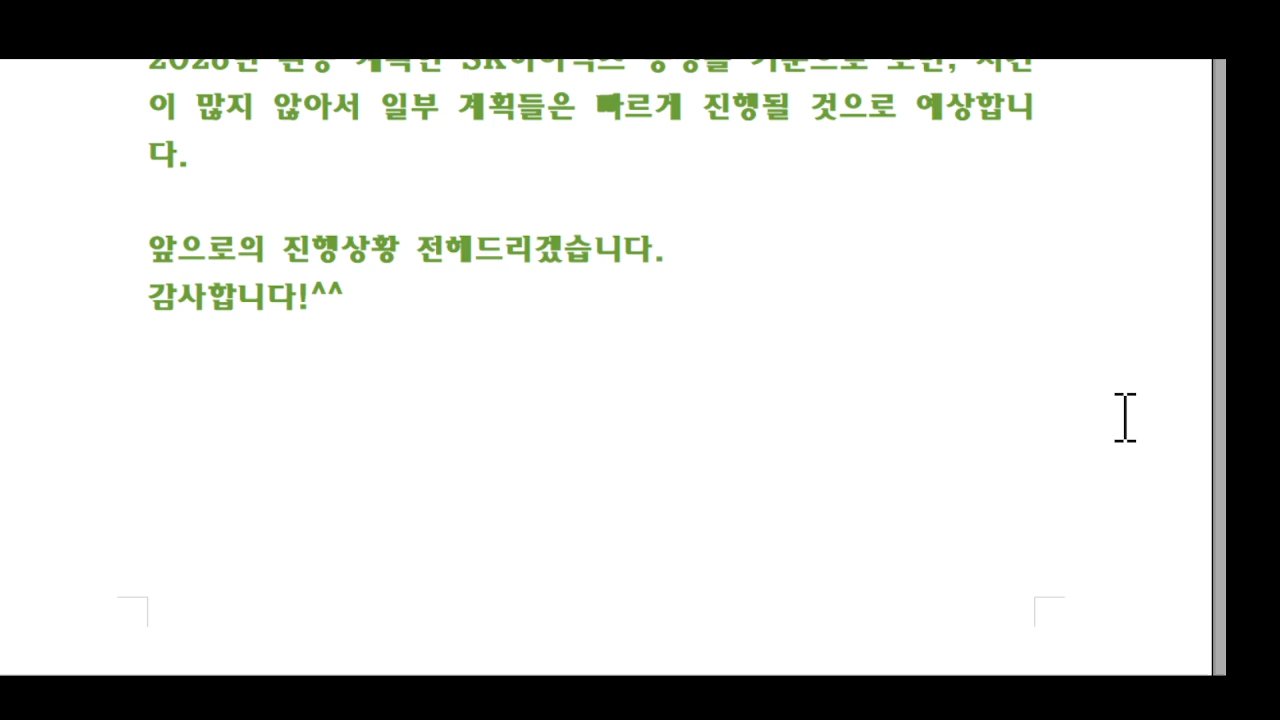 이 많지 않아서 일부 계획들은 빠르게 진행될 것으로 예상합니
다.
앞으로의 진행상황 전해드리겠습니다.
감사합니다!^^